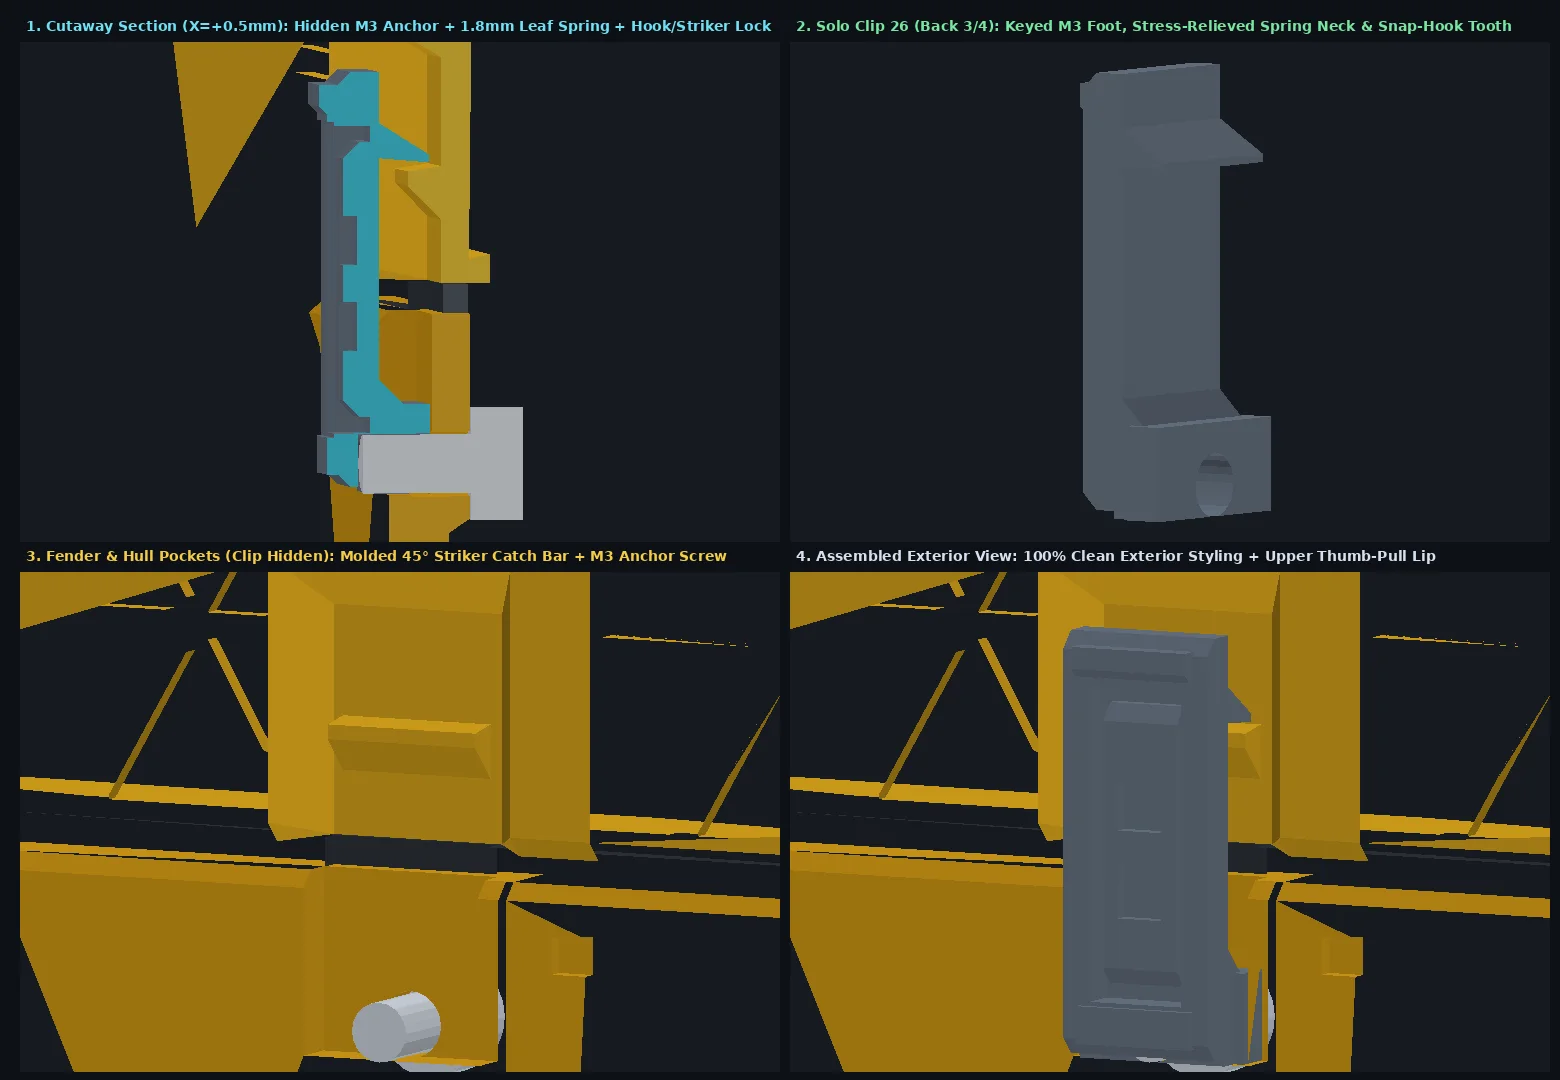 1. Cutaway Section (X=+0.5mm): Hidden M3 Anchor + 1.8mm Leaf Spring + Hook/Striker Lock
2. Solo Clip 26 (Back 3/4): Keyed M3 Foot, Stress-Relieved Spring Neck & Snap-Hook Tooth
3. Fender & Hull Pockets (Clip Hidden): Molded 45° Striker Catch Bar + M3 Anchor Screw
4. Assembled Exterior View: 100% Clean Exterior Styling + Upper Thumb-Pull Lip